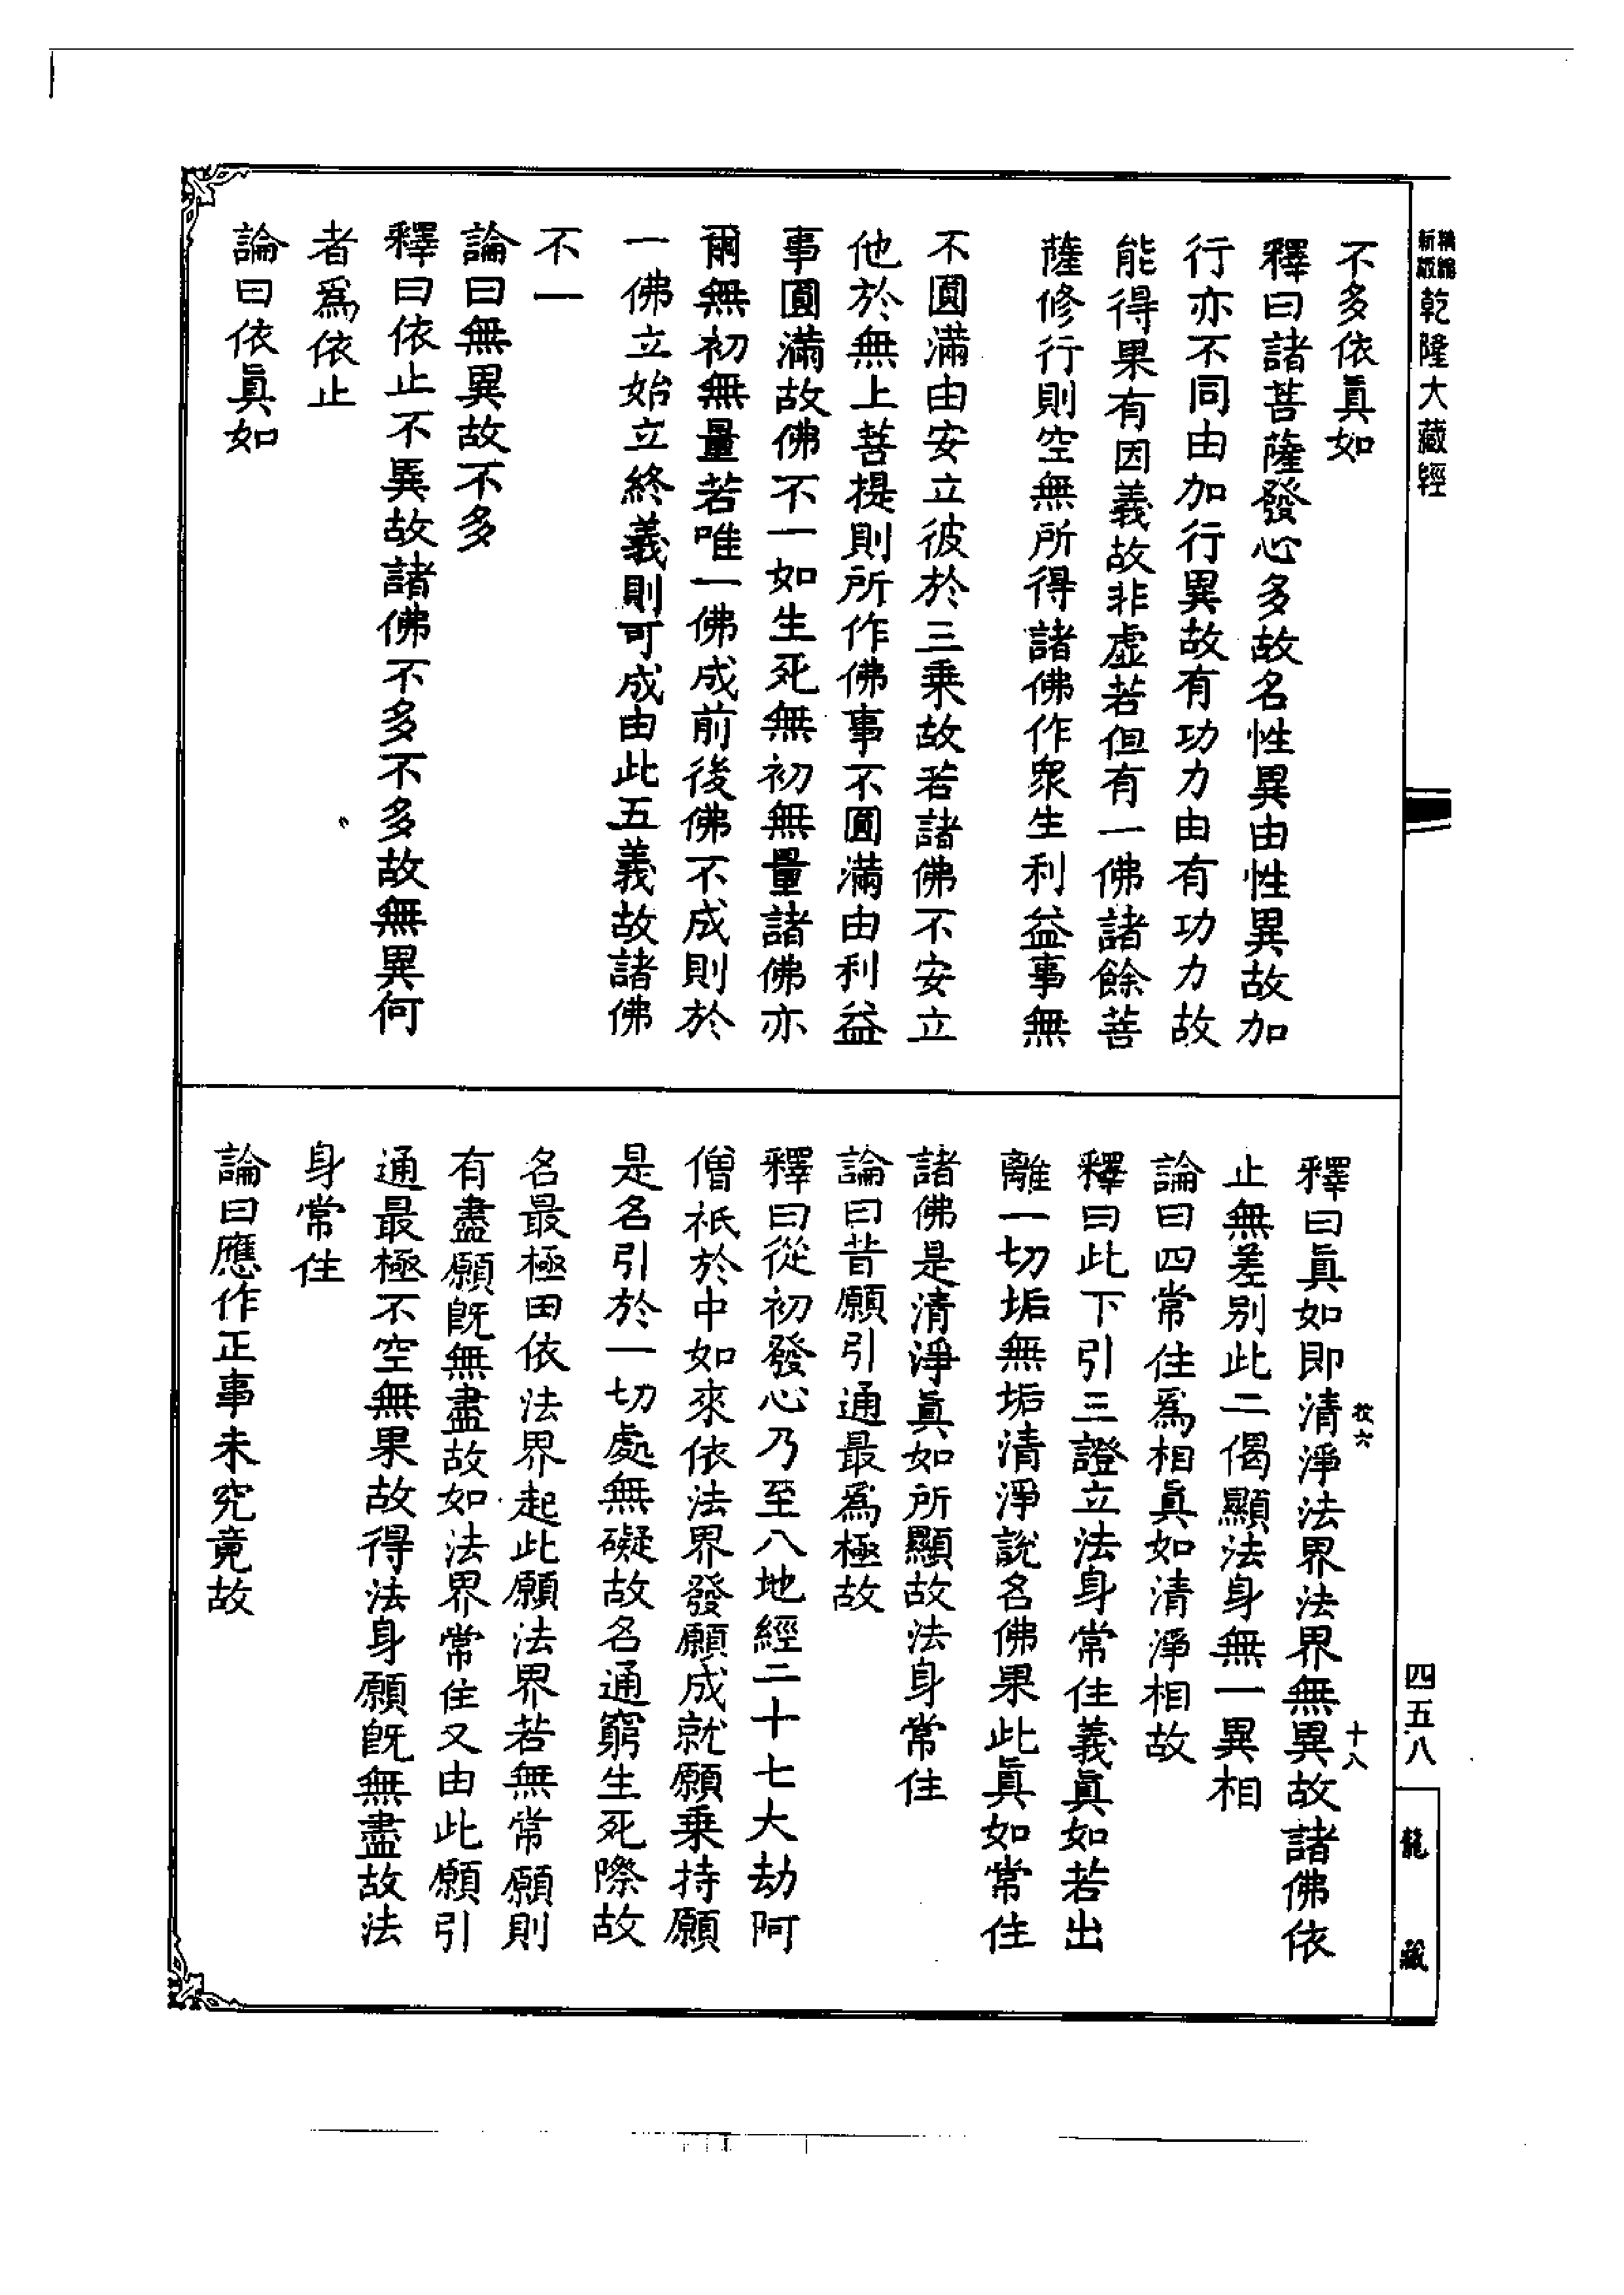 精編新版乾隆大藏經
不多依眞如
釋曰諸菩薩發心多故名性異由性異故加
行亦不同由加行異故有功力由有功力故
能得果有因義故非虛若但有一佛諸餘菩
薩修行則空無所得諸佛作衆生利益事無
不圓滿由安立彼於三乗故若諸佛不安立
他於無上菩提則所作佛事不圓滿由利益
事圓滿故佛不一如生死無初無量諸佛亦
爾無初無量若唯一佛成前後佛不成則於
一佛立始立終義則可成由此五義故諸佛
不一
論曰無異故不多
釋曰依止不異故諸佛不多不多故無異何
者爲依止
論曰依眞如
釋曰眞如即清淨法界法界無異故諸佛依
止無差別此二偈顯法身無一異相
論曰四常住爲相眞如清淨相故
釋曰此下引三證立法身常住義眞如若出
離一切垢無垢清淨說名佛果此眞如常住
諸佛是清淨眞如所顯故法身常住
論曰昔願引通最爲極故
釋曰從初發心乃至八地經二十七大劫阿
僧祇於中如來依法界發願成就願乗持願
是名引於一切處無礙故名通窮生死際故
名最極田依法界起此願法界若無常願則
有盡願旣無盡故如法界常住又由此願引
通最極不空無果故得法身願旣無盡故法
身常住
論曰應作正事未究竟故
十八
四五八
龍藏